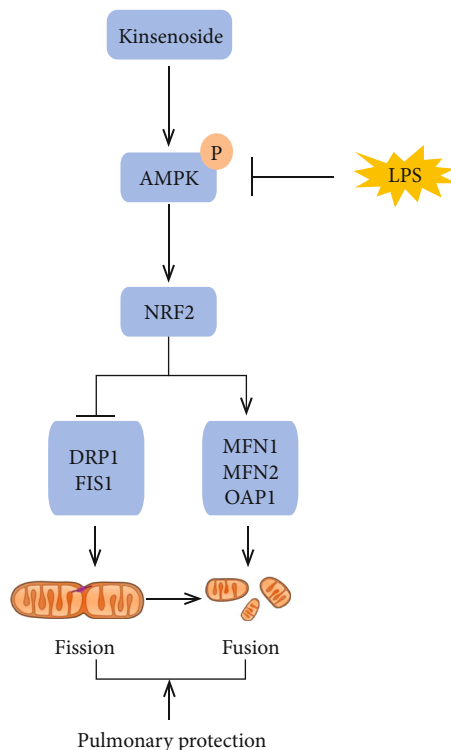 Kinsenoside
P
AMPK
LPS
NRF2
DRP1
FIS1
MFN1
MFN2
OAP1
Fission
Fusion
Pulmonary protection